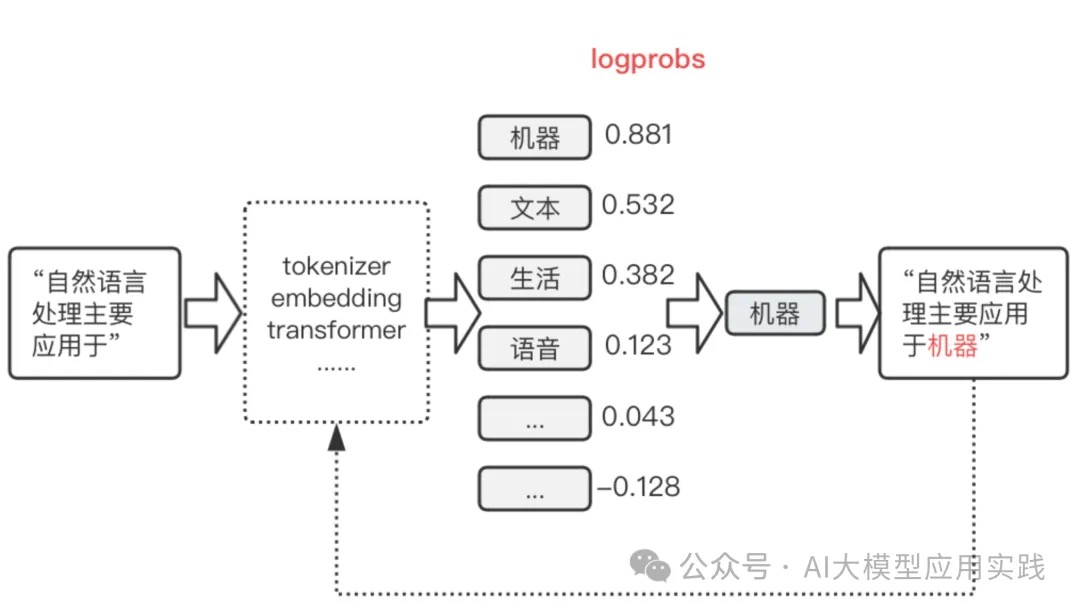 logprobs
“自然语言
处理主要
应用于”
tokenizer
embedding
transformer
......
机器 0.881
文本 0.532
生活 0.382
语音 0.123
... 0.043
... –0.128
机器
“自然语言处
理主要应用
于机器”
公众号 · AI大模型应用实践